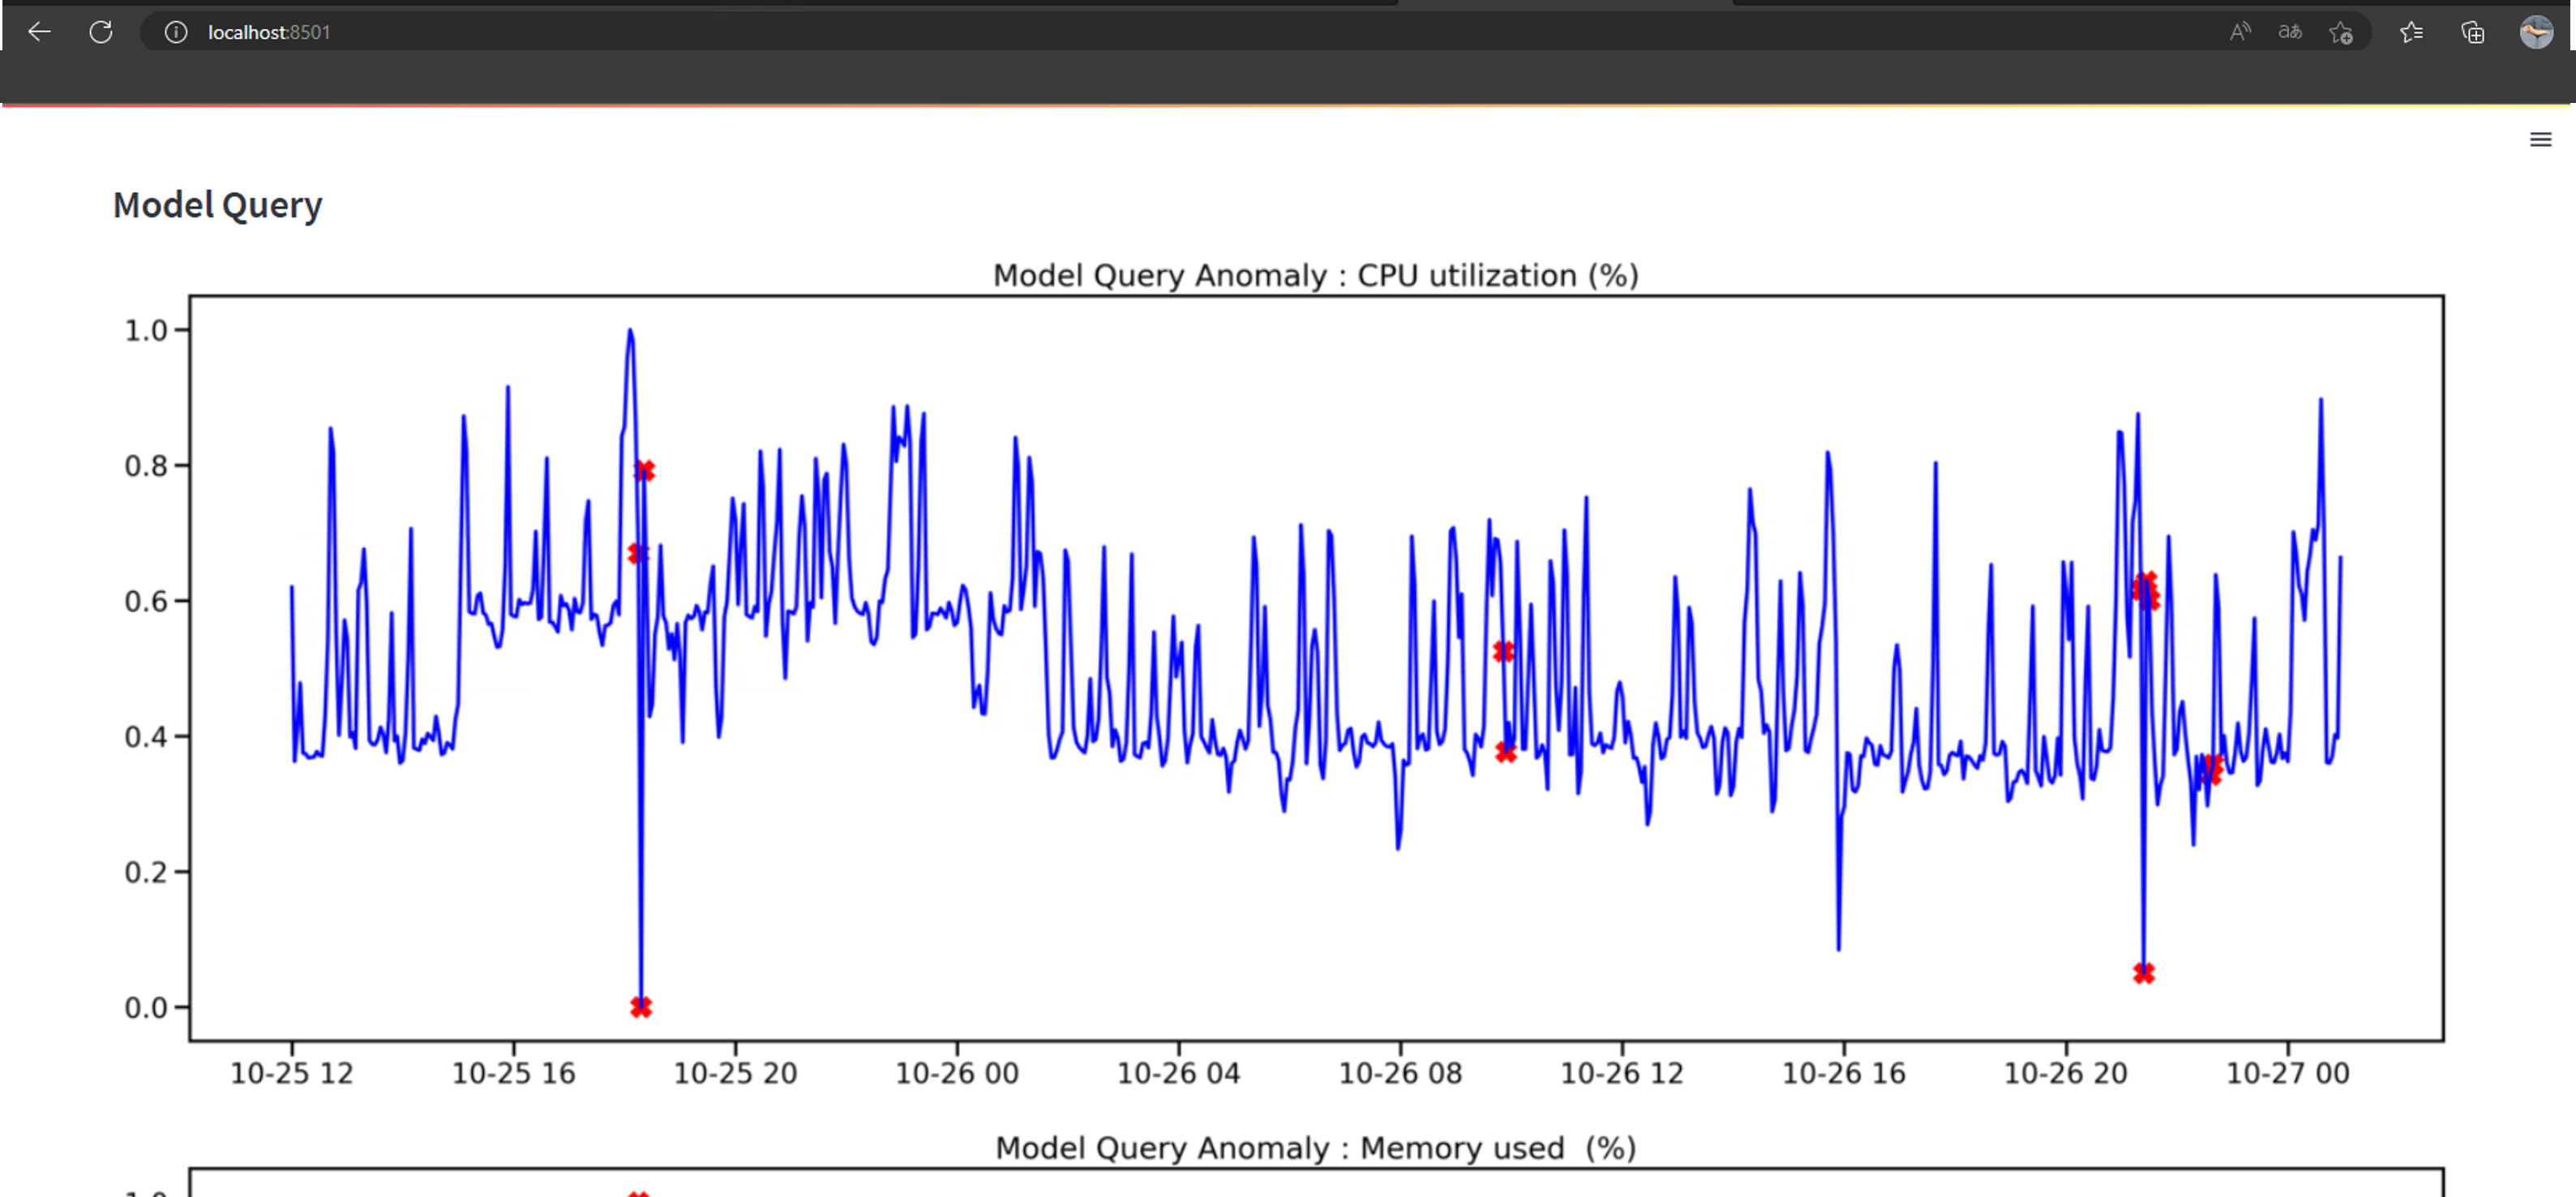 localhost:8501
Model Query
Model Query Anomaly : CPU utilization (%)
1.0
0.8
0.6
0.4
0.2
0.0
10-25 12 10-25 16 10-25 20 10-26 00 10-26 04 10-26 08 10-26 12 10-26 16 10-26 20 10-27 00
Model Query Anomaly : Memory used  (%)